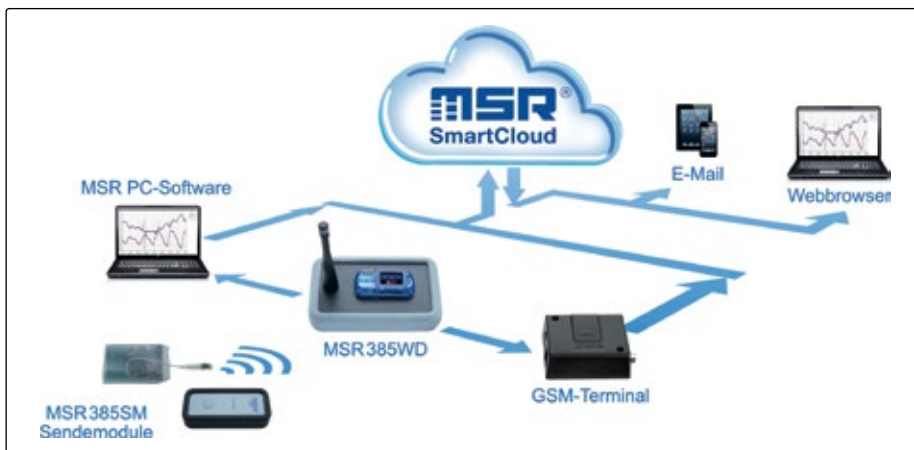 MSR®
SmartCloud
E-Mail
Webbrowser
MSR PC-Software
MSR385WD
GSM-Terminal
MSR385SM
Sendemodule